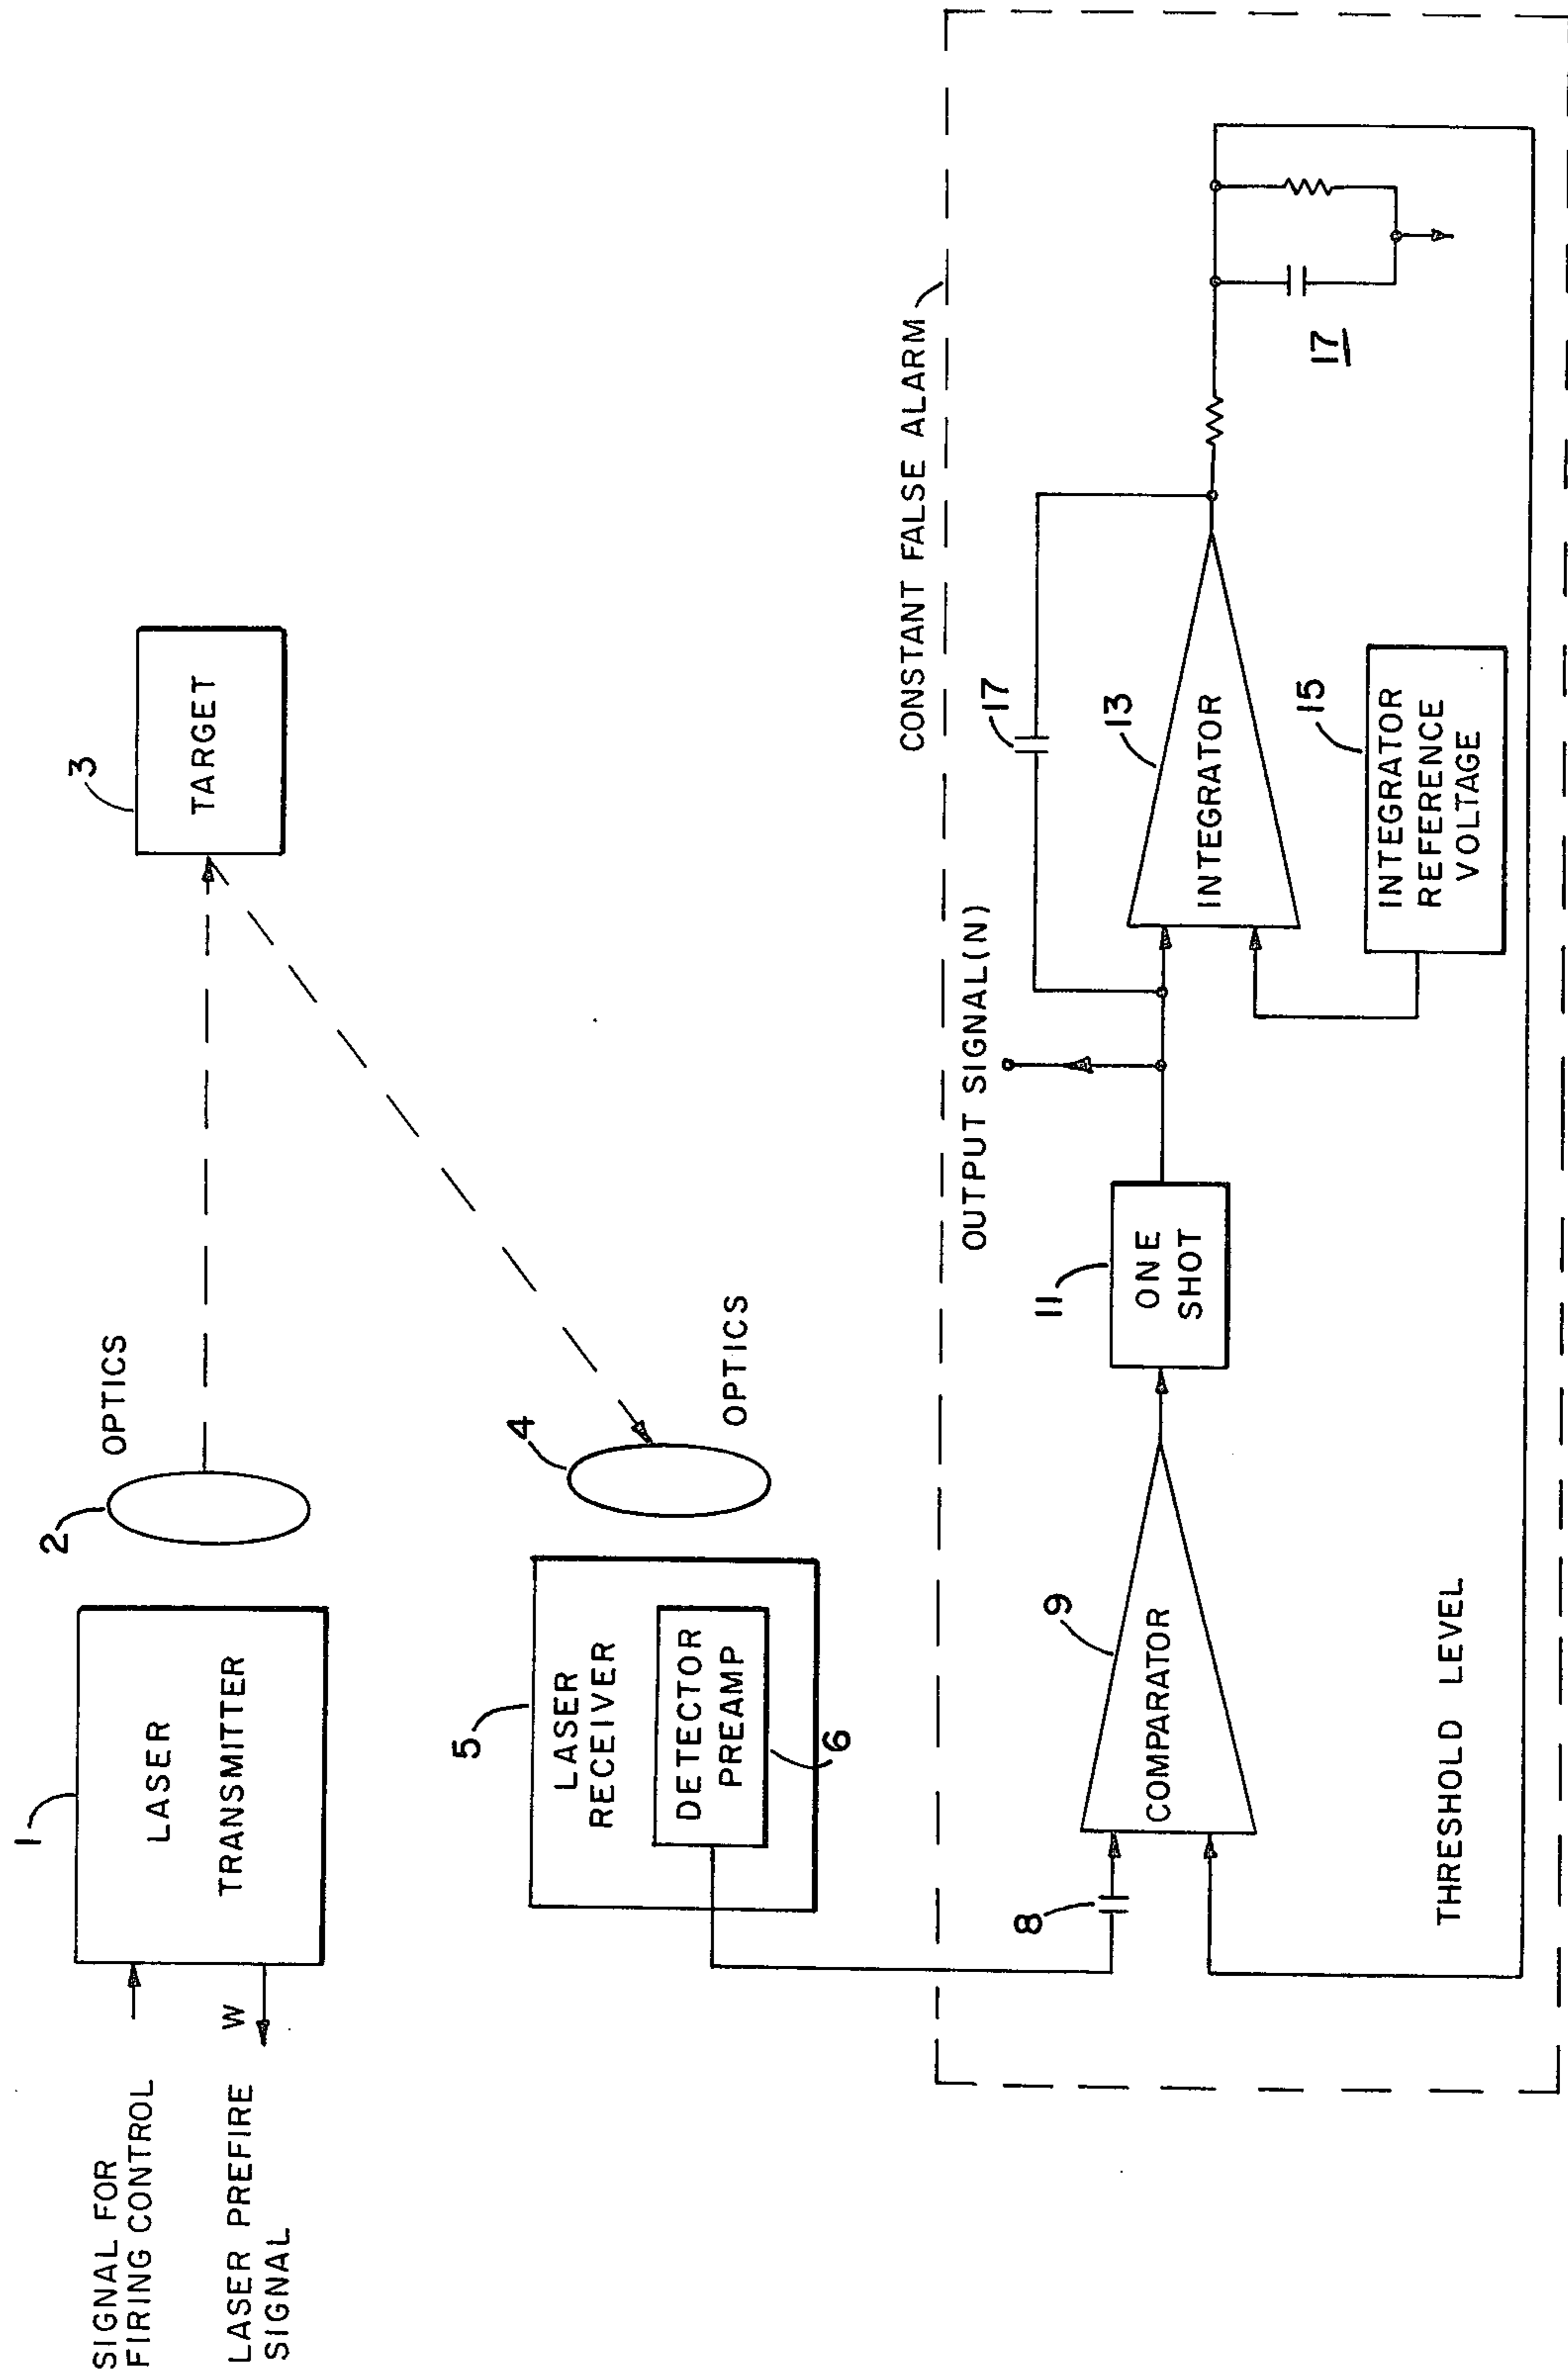 SIGNAL FOR
FIRING CONTROL
LASER PREFIRE
SIGNAL
W
1
LASER
TRANSMITTER
2
OPTICS
3
TARGET
4
OPTICS
5
LASER
RECEIVER
DETECTOR
PREAMP
6
CONSTANT FALSE ALARM
8
9
COMPARATOR
THRESHOLD LEVEL
11
ONE
SHOT
OUTPUT SIGNAL(N)
17
13
INTEGRATOR
15
INTEGRATOR
REFERENCE
VOLTAGE
17